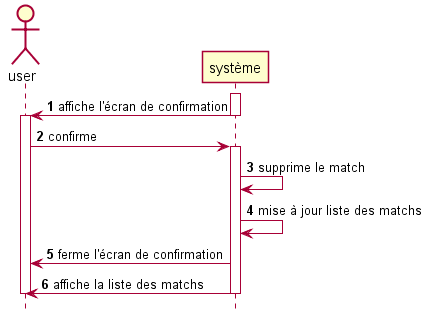 user
système
1 affiche l'écran de confirmation
2 confirme
3 supprime le match
4 mise à jour liste des matchs
5 ferme l'écran de confirmation
6 affiche la liste des matchs